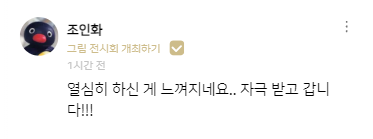 조인화
그림 전시회 개최하기
1시간 전
열심히 하신 게 느껴지네요.. 자극 받고 갑니
다!!!